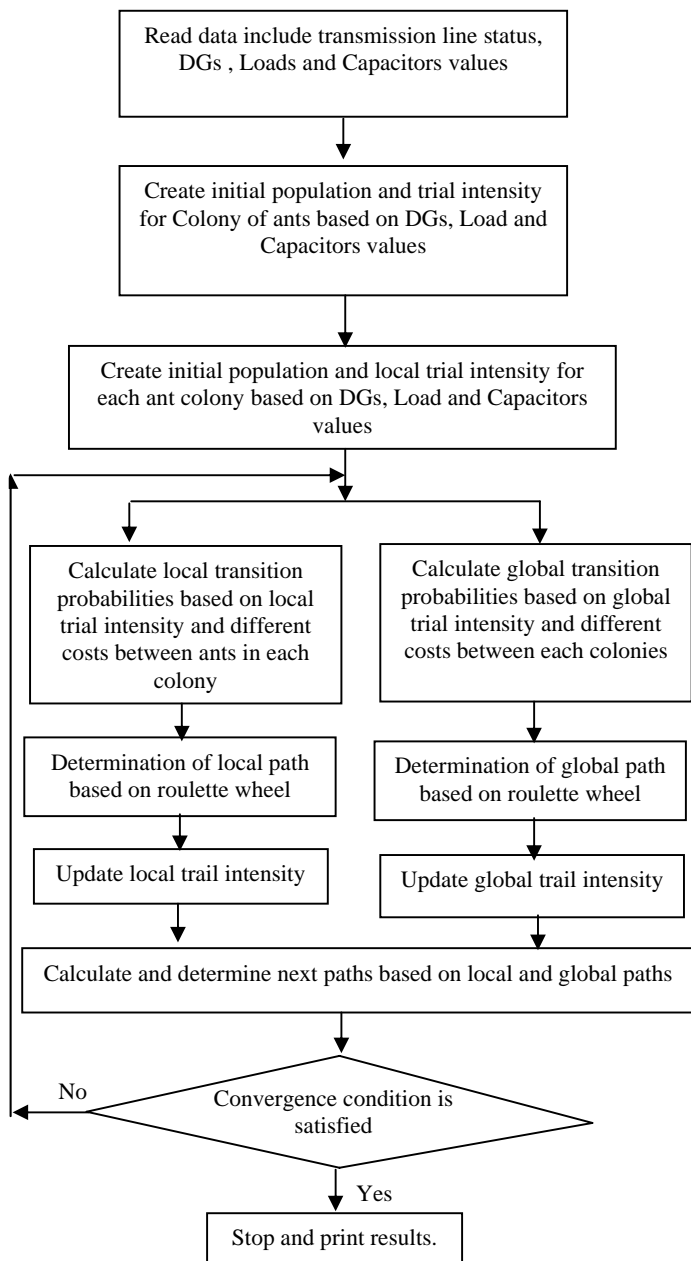 Read data include transmission line status,
DGs , Loads and Capacitors values
Create initial population and trial intensity
for Colony of ants based on DGs, Load and
Capacitors values
Create initial population and local trial intensity for
each ant colony based on DGs, Load and Capacitors
values
Calculate local transition
probabilities based on local
trial intensity and different
costs between ants in each
colony
Calculate global transition
probabilities based on global
trial intensity and different
costs between each colonies
Determination of local path
based on roulette wheel
Determination of global path
based on roulette wheel
Update local trail intensity
Update global trail intensity
Calculate and determine next paths based on local and global paths
No
Convergence condition is
satisfied
Yes
Stop and print results.